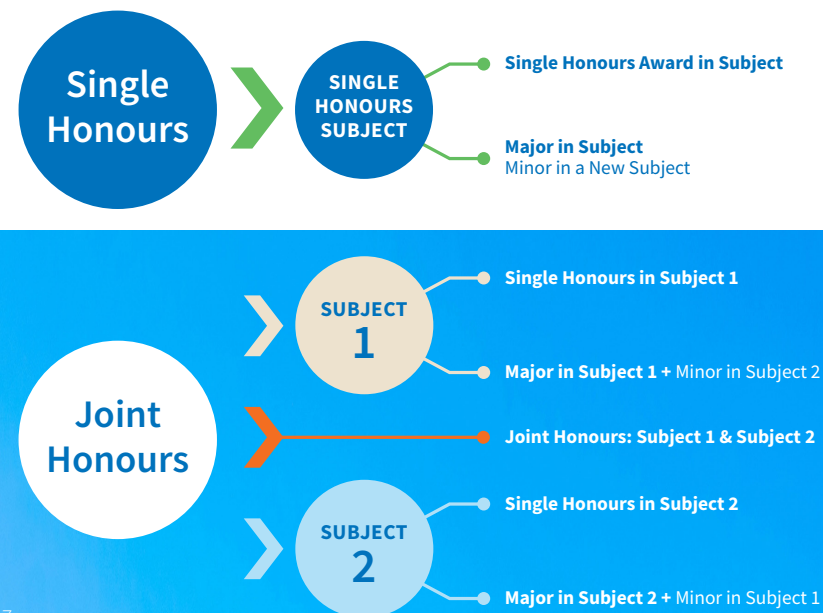 Single
Honours
SINGLE
HONOURS
SUBJECT
Single Honours Award in Subject
Major in Subject
Minor in a New Subject
Joint
Honours
SUBJECT
1
Single Honours in Subject 1
Major in Subject 1 + Minor in Subject 2
Joint Honours: Subject 1 & Subject 2
SUBJECT
2
Single Honours in Subject 2
Major in Subject 2 + Minor in Subject 1